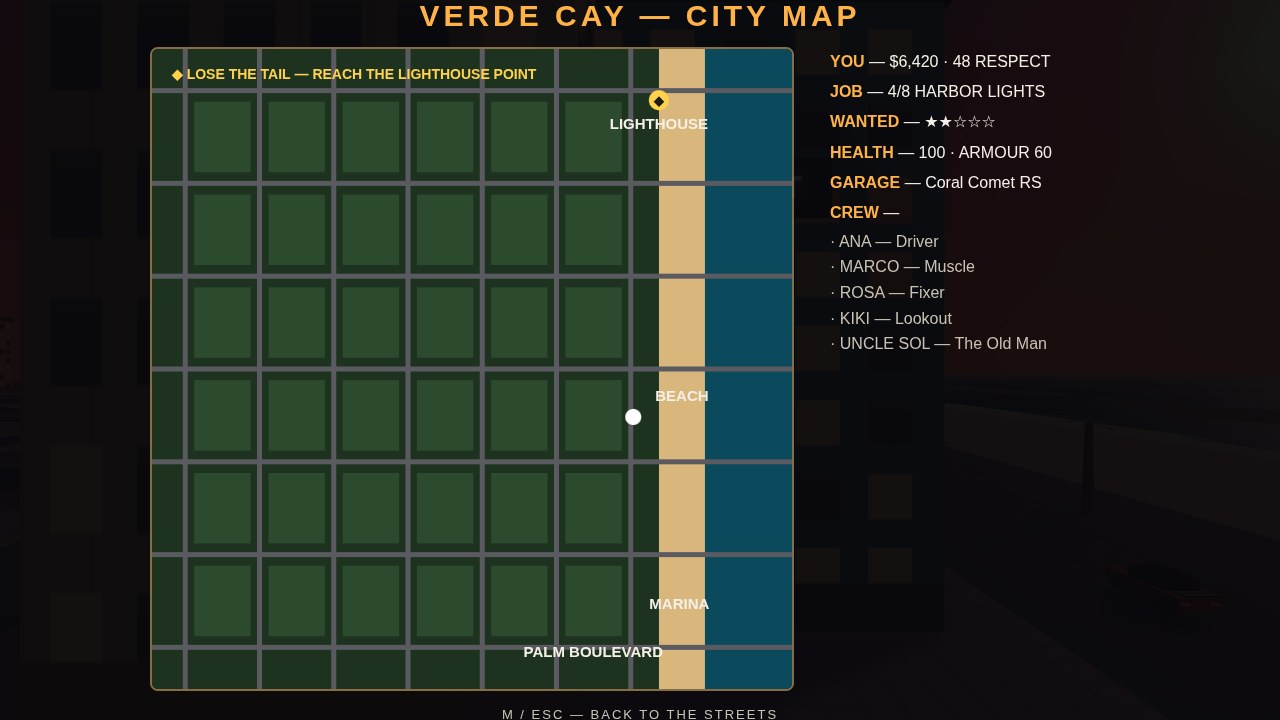 VERDE CAY — CITY MAP
◆ LOSE THE TAIL — REACH THE LIGHTHOUSE POINT
LIGHTHOUSE
BEACH
MARINA
PALM BOULEVARD
YOU — $6,420 · 48 RESPECT
JOB — 4/8 HARBOR LIGHTS
WANTED — ★★☆☆☆
HEALTH — 100 · ARMOUR 60
GARAGE — Coral Comet RS
CREW —
· ANA — Driver
· MARCO — Muscle
· ROSA — Fixer
· KIKI — Lookout
· UNCLE SOL — The Old Man
M / ESC — BACK TO THE STREETS